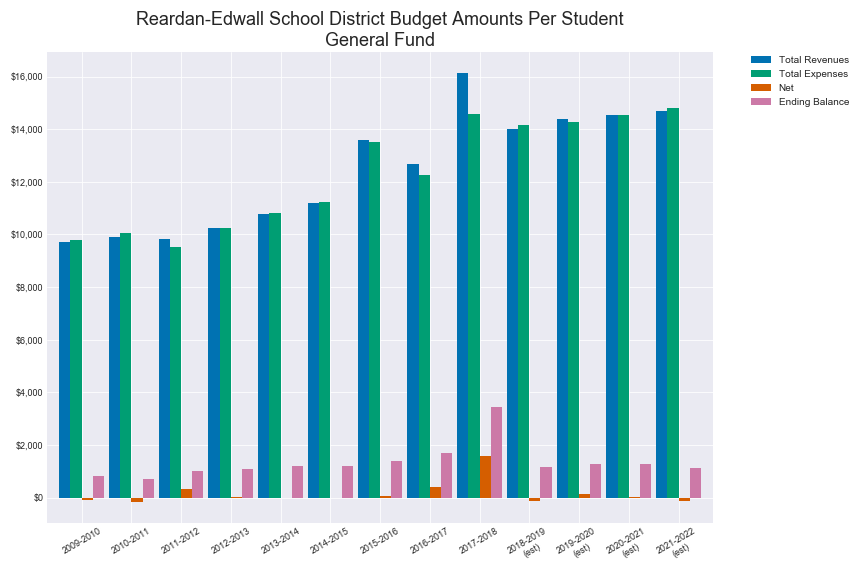 Reardan-Edwall School District Budget Amounts Per Student
General Fund
Total Revenues
Total Expenses
Net
Ending Balance
$16,000
$14,000
$12,000
$10,000
$8,000
$6,000
$4,000
$2,000
$0
2009-2010
2010-2011
2011-2012
2012-2013
2013-2014
2014-2015
2015-2016
2016-2017
2017-2018
2018-2019
(est)
2019-2020
(est)
2020-2021
(est)
2021-2022
(est)